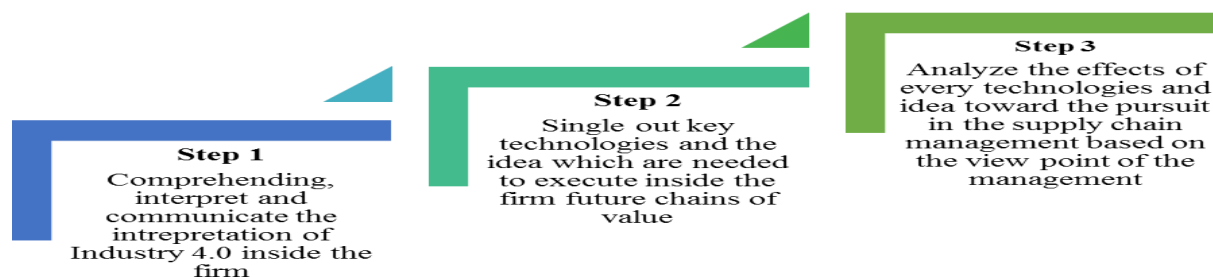 Step 1
Comprehending,
interpret and
communicate the
intrepretation of
Industry 4.0 inside the
firm
Step 2
Single out key
technologies and the
idea which are needed
to execute inside the
firm future chains of
value
Step 3
Analyze the effects of
every technologies and
idea toward the pursuit
in the supply chain
management based on
the view point of the
management